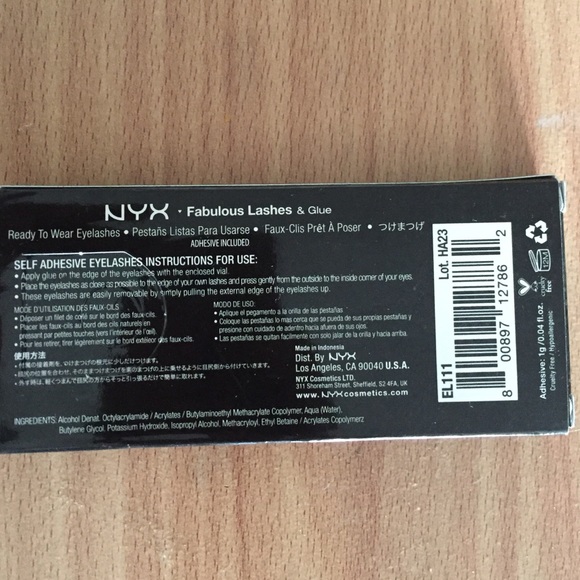 NYX • Fabulous Lashes & Glue
Ready To Wear Eyelashes • Pestañs Listas Para Usarse • Faux-Clis Prêt À Poser • つけまつげ
ADHESIVE INCLUDED
SELF ADHESIVE EYELASHES INSTRUCTIONS FOR USE:
• Apply glue on the edge of the eyelashes with the enclosed vial.
• Place the eyelashes as close as possible to the edge of your own lashes and press gently from the outside to the inside corner of your eyes.
• These eyelashes are easily removable by simply pulling the external edge of the eyelashes up.
MODE D'UTILISATION DES FAUX-CILS:
• Déposer un filet de colle sur le bord des faux-cils.
• Placer les faux cils au bord des cils naturels en
pressant par petites touches vers l'intérieur de l'oeil.
• Pour les retirer, tirer légèrement sur le bord extérieur des faux-cils.
MODO DE USO:
• Aplique el pegamento a la orilla de las pestañas
• Coloque las pestañas lo mas cerca que se pueda de sus propias pestañas y
presione con cuidado de adentro hacia afuera de sus ojos.
• Las pestañas se quitan facilmente con solo jalar de la orilla y hacia arriba.
使用方法
INGREDIENTS: Alcohol Denat. Octylacrylamide / Acrylates / Butylaminoethyl Methacrylate Copolymer, Aqua (Water),
Butylene Glycol. Potassium Hydroxide, Isopropyl Alcohol, Methacryloyl, Ethyl Betaine / Acrylates Copolymerz
Made in Indonesia
Dist. By NYX
Los Angeles, CA 90040 U.S.A.
NYX Cosmetics LTD.
311 Shoreham Street, Sheffield, S2 4FA, UK
www.NYXcosmetics.com
EL111
Lot. HA23
8 00897 12786 2
12M
cruelty
free
Adhesive: 1g /0.04 fl.oz.
Cruelty Free / Hypoallergenic